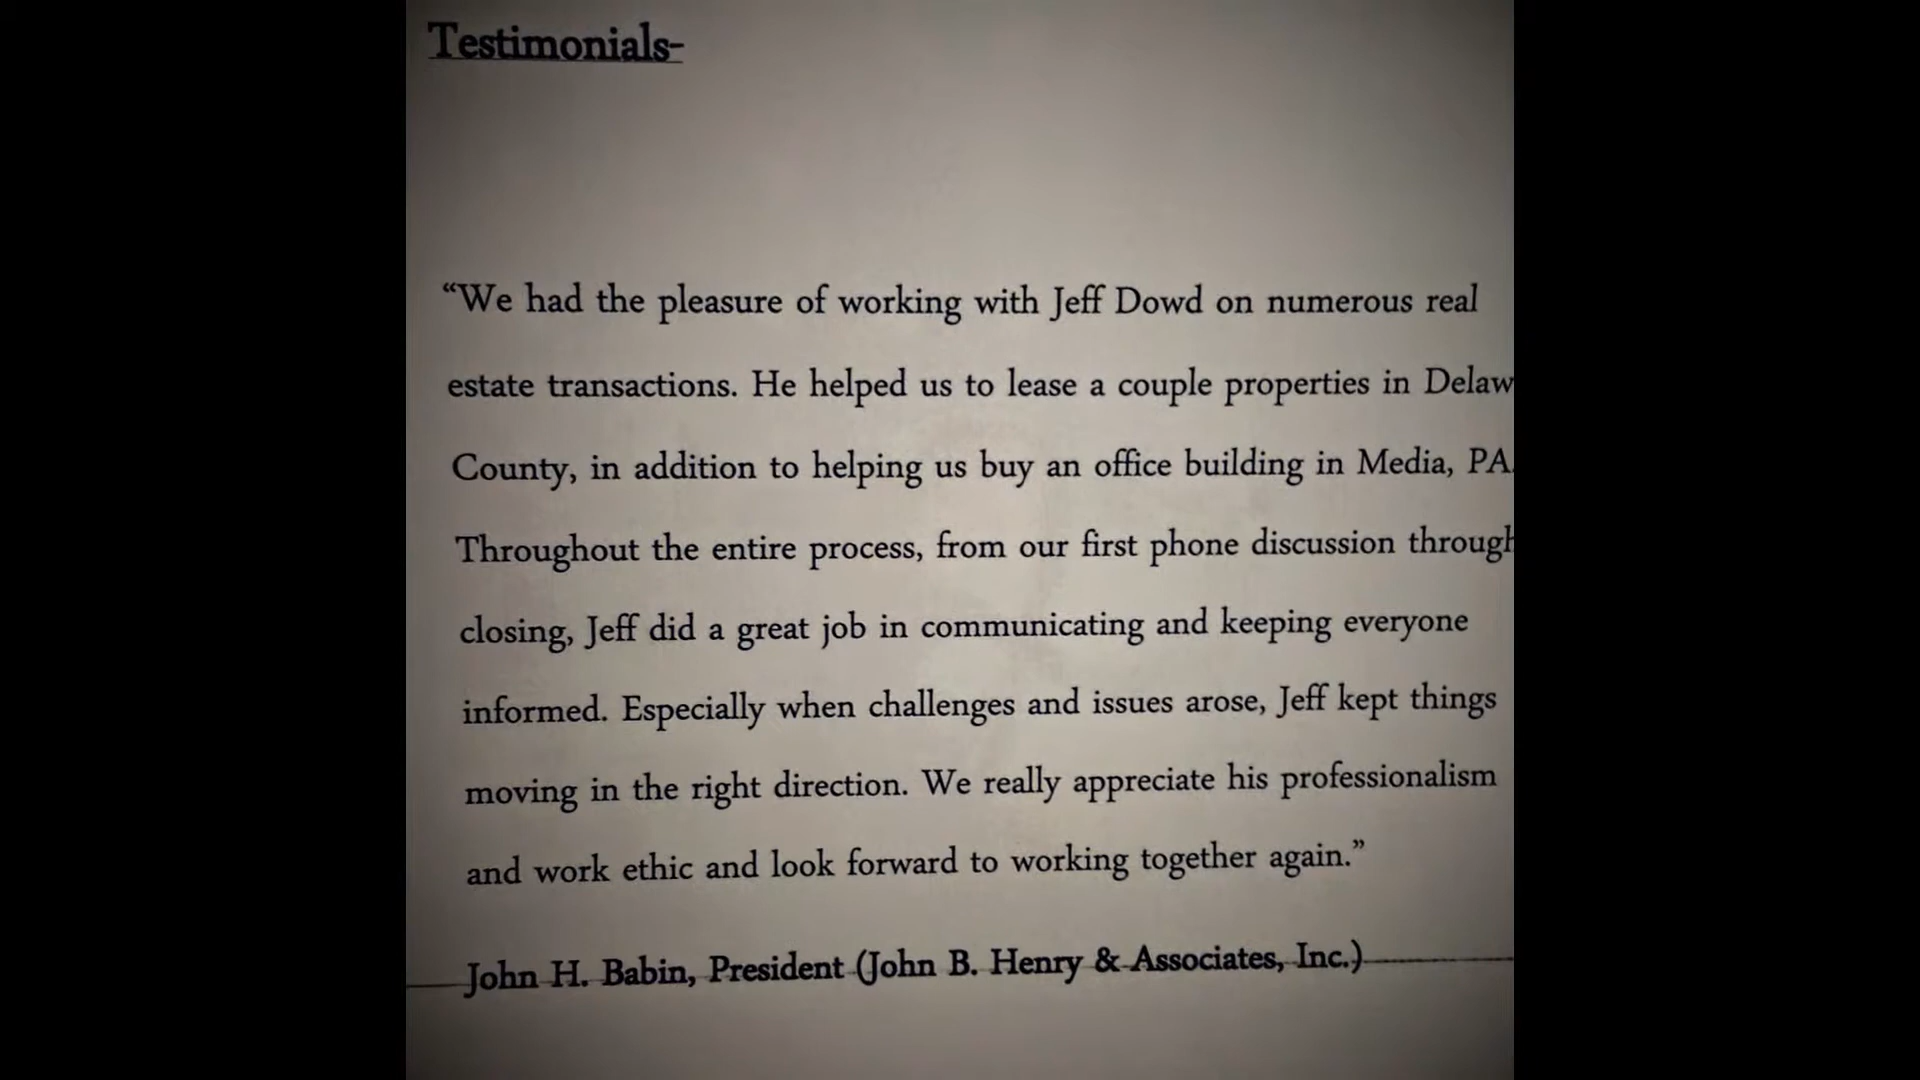 Testimonials-
“We had the pleasure of working with Jeff Dowd on numerous real
estate transactions. He helped us to lease a couple properties in Delaw
County, in addition to helping us buy an office building in Media, PA.
Throughout the entire process, from our first phone discussion through
closing, Jeff did a great job in communicating and keeping everyone
informed. Especially when challenges and issues arose, Jeff kept things
moving in the right direction. We really appreciate his professionalism
and work ethic and look forward to working together again.”
John H. Babin, President (John B. Henry & Associates, Inc.)